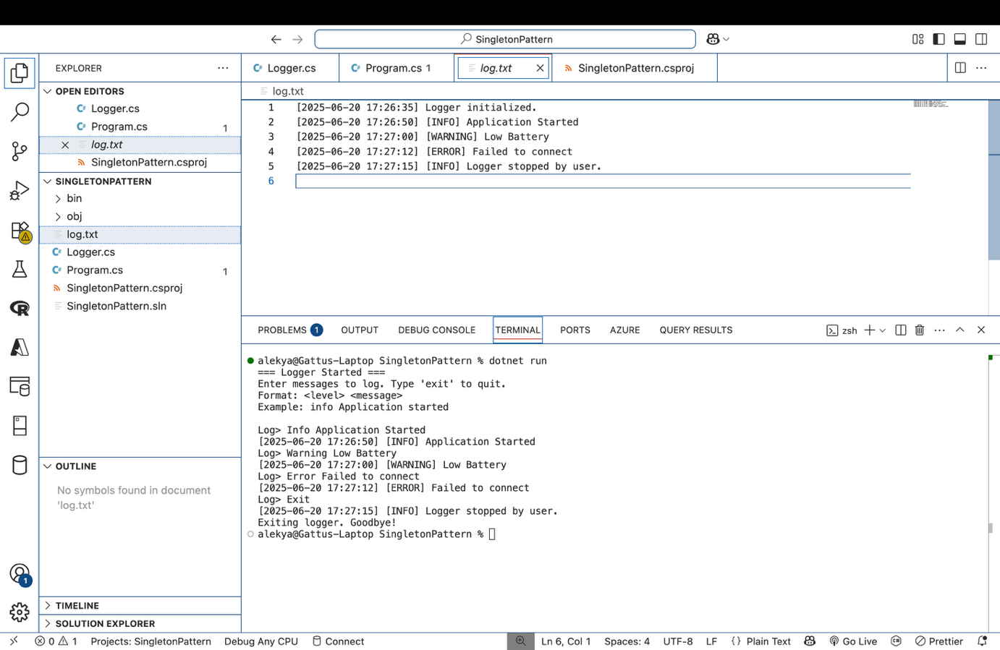 SingletonPattern
EXPLORER
OPEN EDITORS
Logger.cs
Program.cs 1
log.txt
SingletonPattern.csproj
SINGLETONPATTERN
bin
obj
log.txt
Logger.cs
Program.cs 1
SingletonPattern.csproj
SingletonPattern.sln
OUTLINE
No symbols found in document
'log.txt'
TIMELINE
SOLUTION EXPLORER
1
Logger.cs Program.cs 1 log.txt SingletonPattern.csproj
log.txt
1 [2025-06-20 17:26:35] Logger initialized.
2 [2025-06-20 17:26:50] [INFO] Application Started
3 [2025-06-20 17:27:00] [WARNING] Low Battery
4 [2025-06-20 17:27:12] [ERROR] Failed to connect
5 [2025-06-20 17:27:15] [INFO] Logger stopped by user.
6
PROBLEMS 1 OUTPUT DEBUG CONSOLE TERMINAL PORTS AZURE QUERY RESULTS zsh
alekya@Gattus-Laptop SingletonPattern % dotnet run
=== Logger Started ===
Enter messages to log. Type 'exit' to quit.
Format: <level> <message>
Example: info Application started
Log> Info Application Started
[2025-06-20 17:26:50] [INFO] Application Started
Log> Warning Low Battery
[2025-06-20 17:27:00] [WARNING] Low Battery
Log> Error Failed to connect
[2025-06-20 17:27:12] [ERROR] Failed to connect
Log> Exit
[2025-06-20 17:27:15] [INFO] Logger stopped by user.
Exiting logger. Goodbye!
alekya@Gattus-Laptop SingletonPattern %
0 1 Projects: SingletonPattern Debug Any CPU Connect Ln 6, Col 1 Spaces: 4 UTF-8 LF {} Plain Text Go Live Prettier